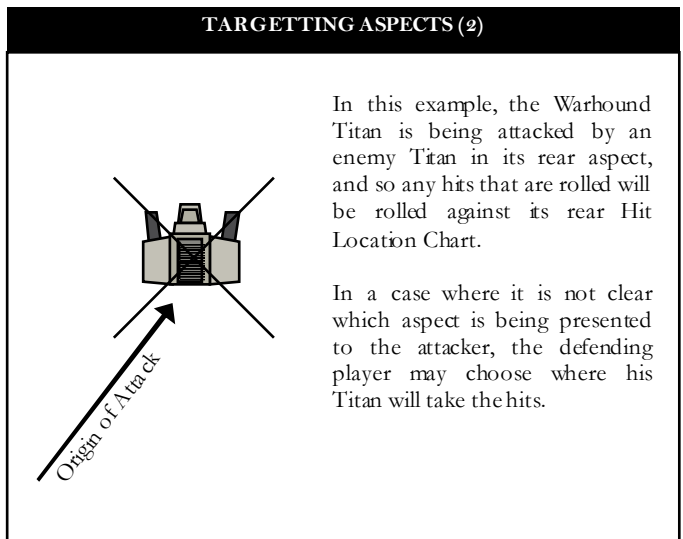 TARGETTING ASPECTS (2)
In this example, the Warhound
Titan is being attacked by an
enemy Titan in its rear aspect,
and so any hits that are rolled will
be rolled against its rear Hit
Location Chart.
In a case where it is not clear
which aspect is being presented
to the attacker, the defending
player may choose where his
Titan will take the hits.
Origin of Attack